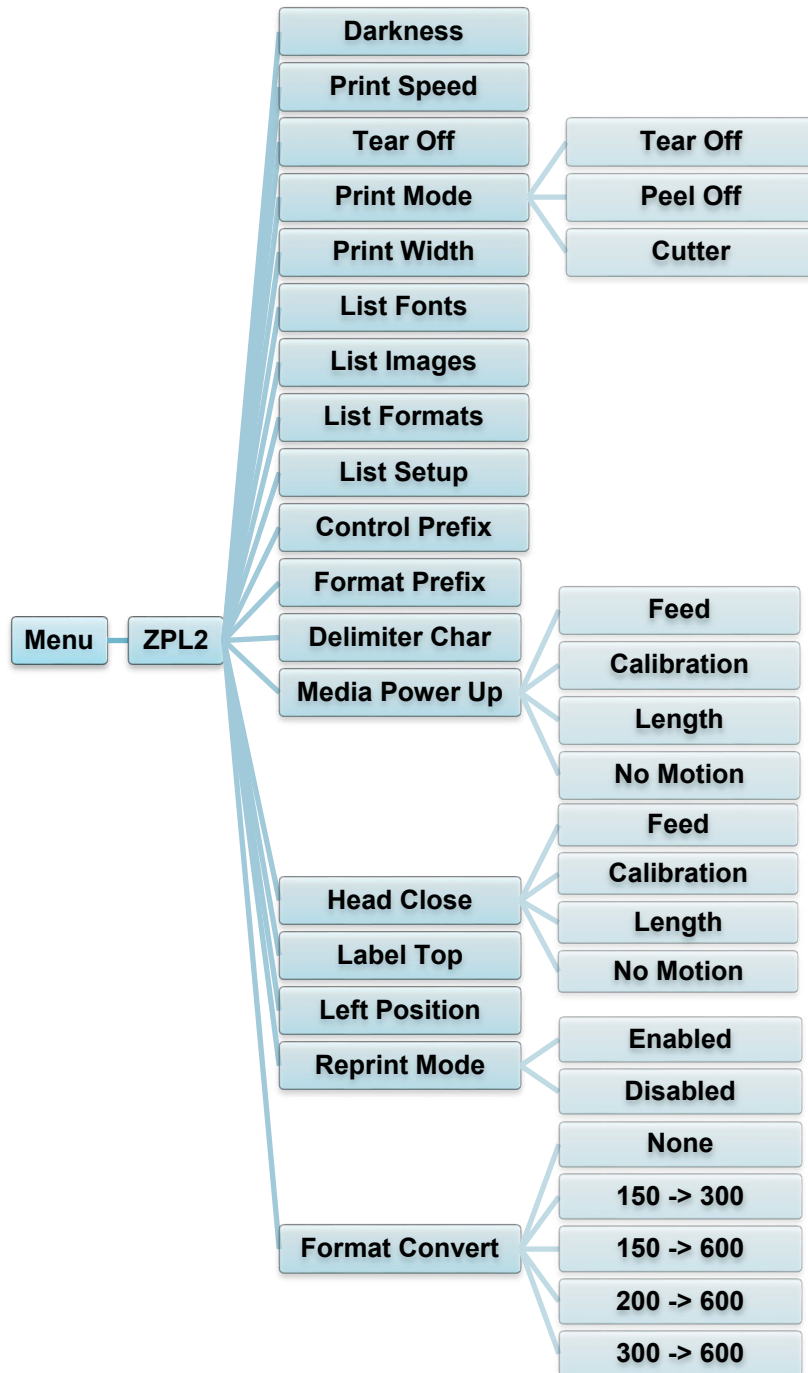 Darkness
Print Speed
Tear Off
Tear Off
Print Mode
Peel Off
Print Width
Cutter
List Fonts
List Images
List Formats
List Setup
Control Prefix
Format Prefix
Feed
Menu
ZPL2
Delimiter Char
Calibration
Media Power Up
Length
No Motion
Feed
Calibration
Head Close
Length
Label Top
No Motion
Left Position
Enabled
Reprint Mode
Disabled
None
150 -> 300
Format Convert
150 -> 600
200 -> 600
300 -> 600